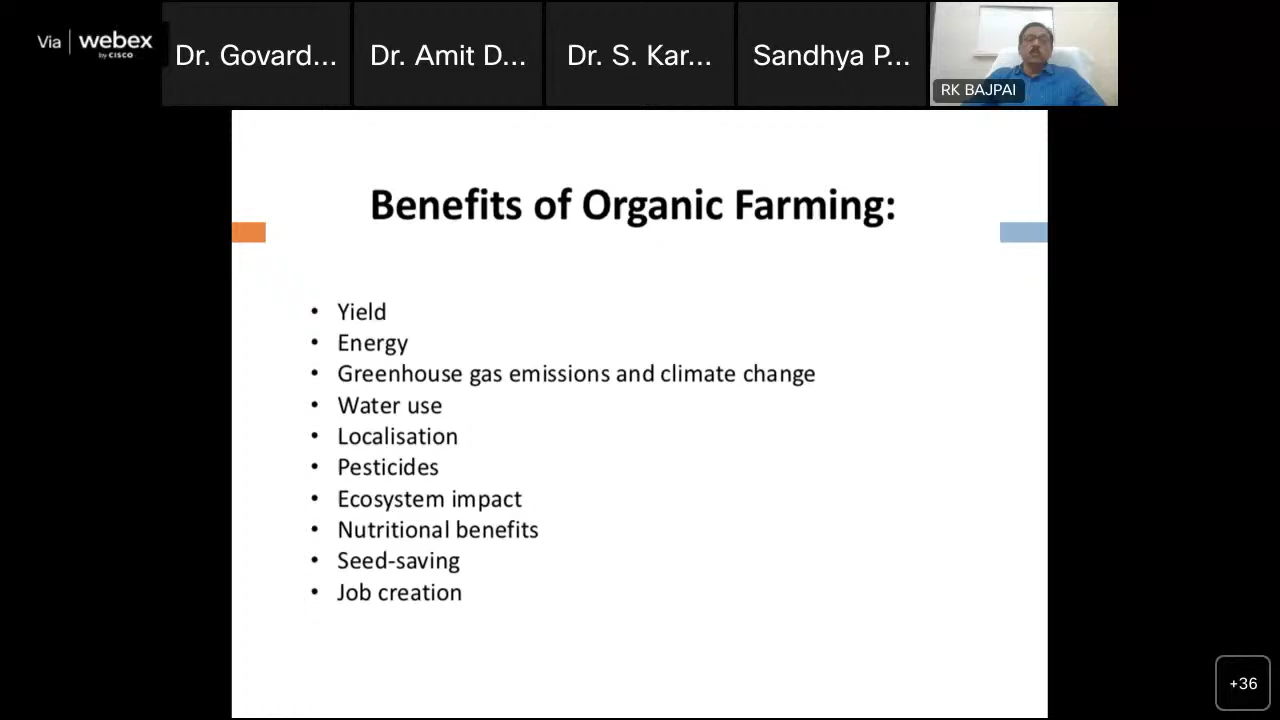 Via webex
by CISCO
Dr. Govard...
Dr. Amit D...
Dr. S. Kar...
Sandhya P...
RK BAJPAI
Benefits of Organic Farming:
• Yield
• Energy
• Greenhouse gas emissions and climate change
• Water use
• Localisation
• Pesticides
• Ecosystem impact
• Nutritional benefits
• Seed-saving
• Job creation
+36